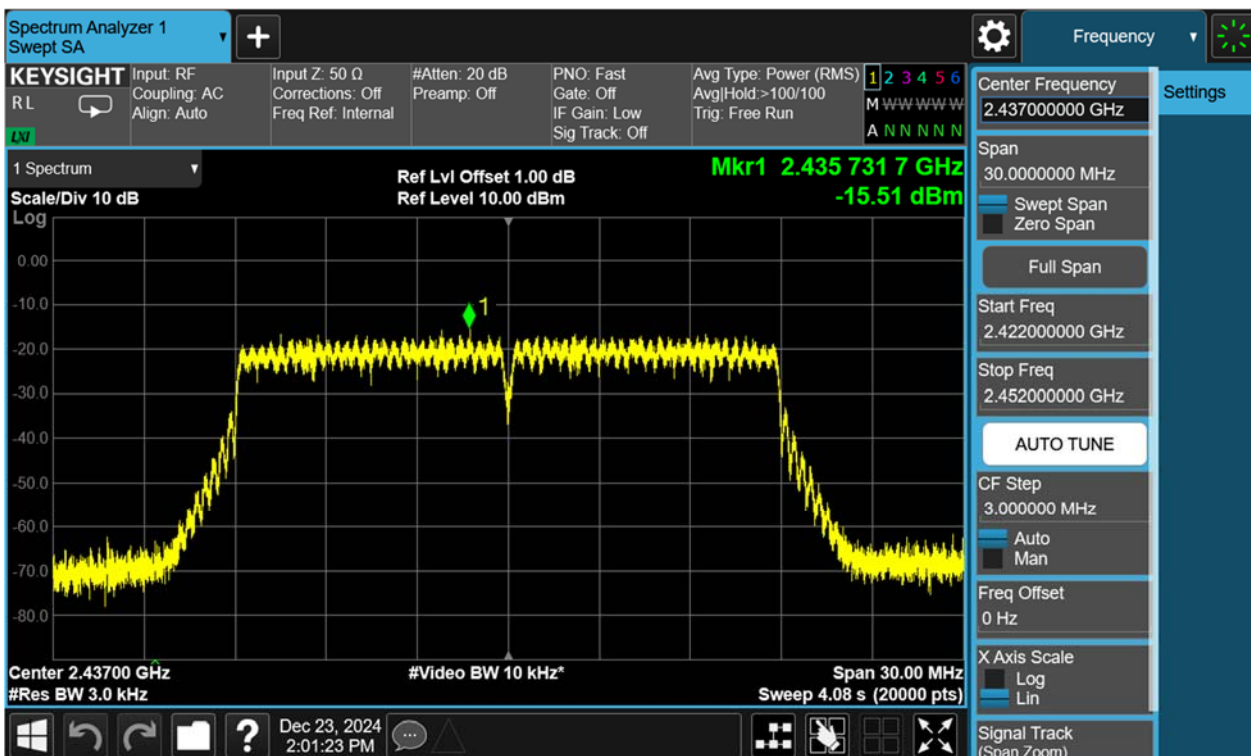 Spectrum Analyzer 1
Swept SA
Frequency
KEYSIGHT
R L
LXI
Input: RF
Coupling: AC
Align: Auto
Input Z: 50 Ω
Corrections: Off
Freq Ref: Internal
#Atten: 20 dB
Preamp: Off
PNO: Fast
Gate: Off
IF Gain: Low
Sig Track: Off
Avg Type: Power (RMS)
Avg|Hold:>100/100
Trig: Free Run
1 2 3 4 5 6
M W W W W W
A N N N N N
1 Spectrum
Scale/Div 10 dB
Log
Ref Lvl Offset 1.00 dB
Ref Level 10.00 dBm
Mkr1 2.435 731 7 GHz
-15.51 dBm
1
0.00
-10.0
-20.0
-30.0
-40.0
-50.0
-60.0
-70.0
-80.0
Center 2.43700 GHz
#Res BW 3.0 kHz
#Video BW 10 kHz*
Span 30.00 MHz
Sweep 4.08 s (20000 pts)
?
Dec 23, 2024
2:01:23 PM
Center Frequency
2.437000000 GHz
Span
30.0000000 MHz
Swept Span
Zero Span
Full Span
Start Freq
2.422000000 GHz
Stop Freq
2.452000000 GHz
AUTO TUNE
CF Step
3.000000 MHz
Auto
Man
Freq Offset
0 Hz
X Axis Scale
Log
Lin
Signal Track
(Span Zoom)
Settings